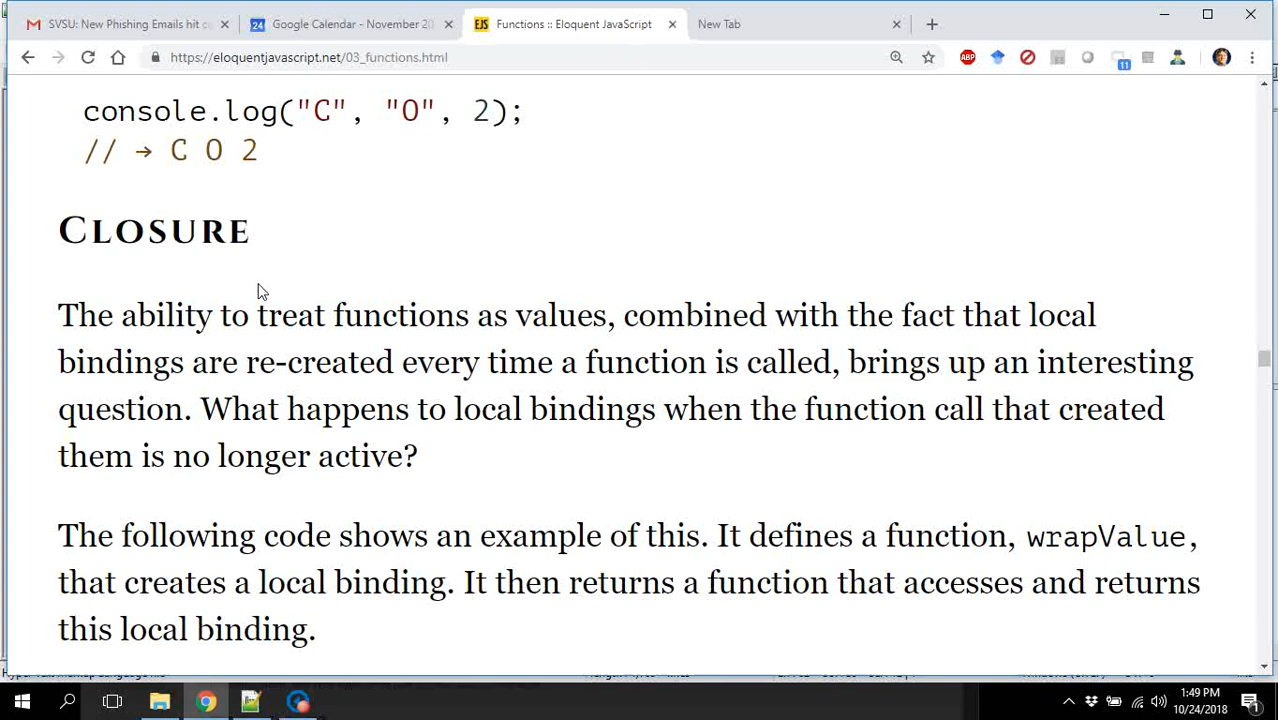 SVSU: New Phishing Emails hit c
24
Google Calendar - November 20
EJS
Functions :: Eloquent JavaScript
New Tab
https://eloquentjavascript.net/03_functions.html
ABP
11
console.log("C", "O", 2);
// → C O 2
CLOSURE
The ability to treat functions as values, combined with the fact that local
bindings are re-created every time a function is called, brings up an interesting
question. What happens to local bindings when the function call that created
them is no longer active?
The following code shows an example of this. It defines a function, wrapValue,
that creates a local binding. It then returns a function that accesses and returns
this local binding.
1:49 PM
10/24/2018
1